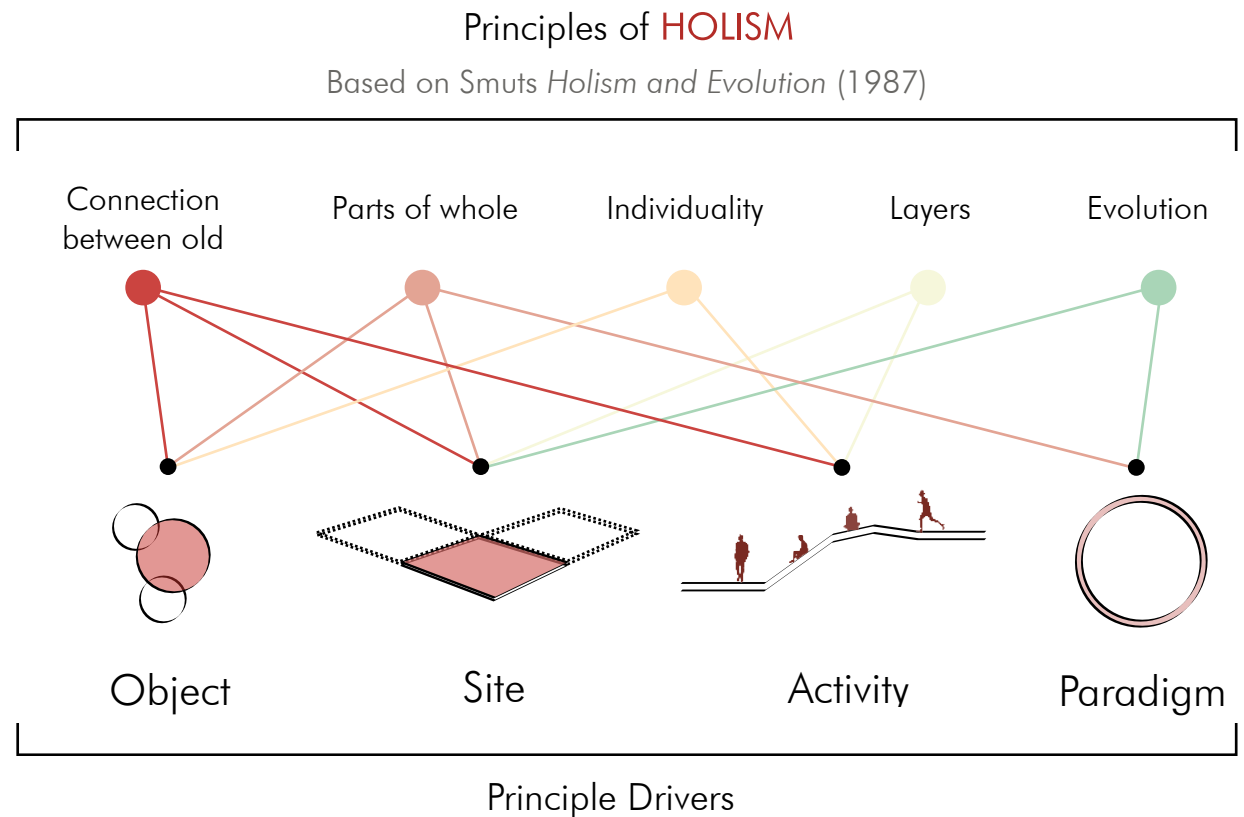 Principles of HOLISM
Based on Smuts Holism and Evolution (1987)
Connection
between old
Parts of whole
Individuality
Layers
Evolution
Object
Site
Activity
Paradigm
Principle Drivers